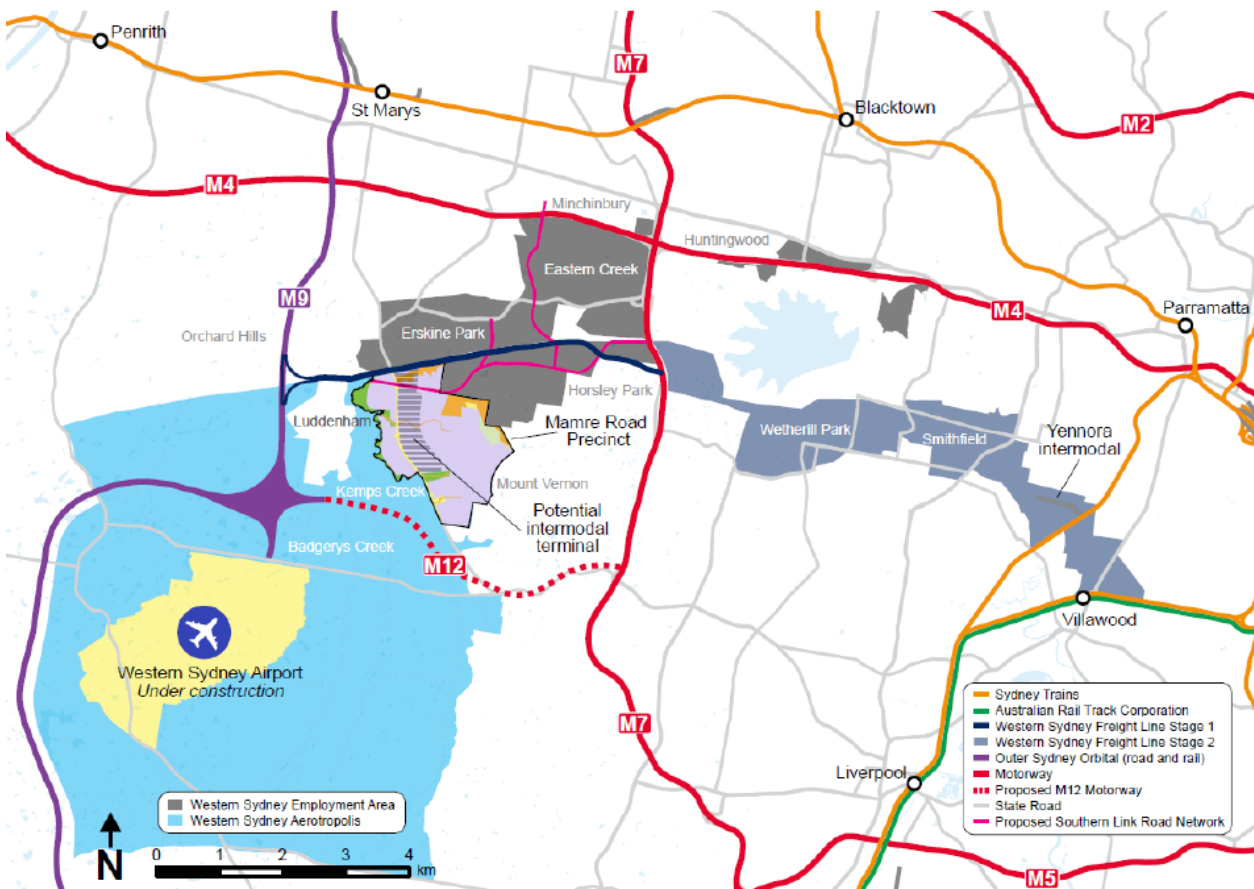 Penrith
St Marys
M7
Blacktown
M2
M4
Minchinbury
Huntingwood
Eastern Creek
M9
M4
Parramatta
Orchard Hills
Erskine Park
Horsley Park
Luddenham
Mamre Road
Precinct
Wetherill Park
Smithfield
Yennora
intermodal
Kemps Creek
Mount Vernon
Potential
intermodal
terminal
Badgerys Creek
M12
Villawood
Western Sydney Airport
Under construction
M7
Liverpool
M5
Sydney Trains
Australian Rail Track Corporation
Western Sydney Freight Line Stage 1
Western Sydney Freight Line Stage 2
Outer Sydney Orbital (road and rail)
Motorway
Proposed M12 Motorway
State Road
Proposed Southern Link Road Network
Western Sydney Employment Area
Western Sydney Aerotropolis
N
0 1 2 3 4
km